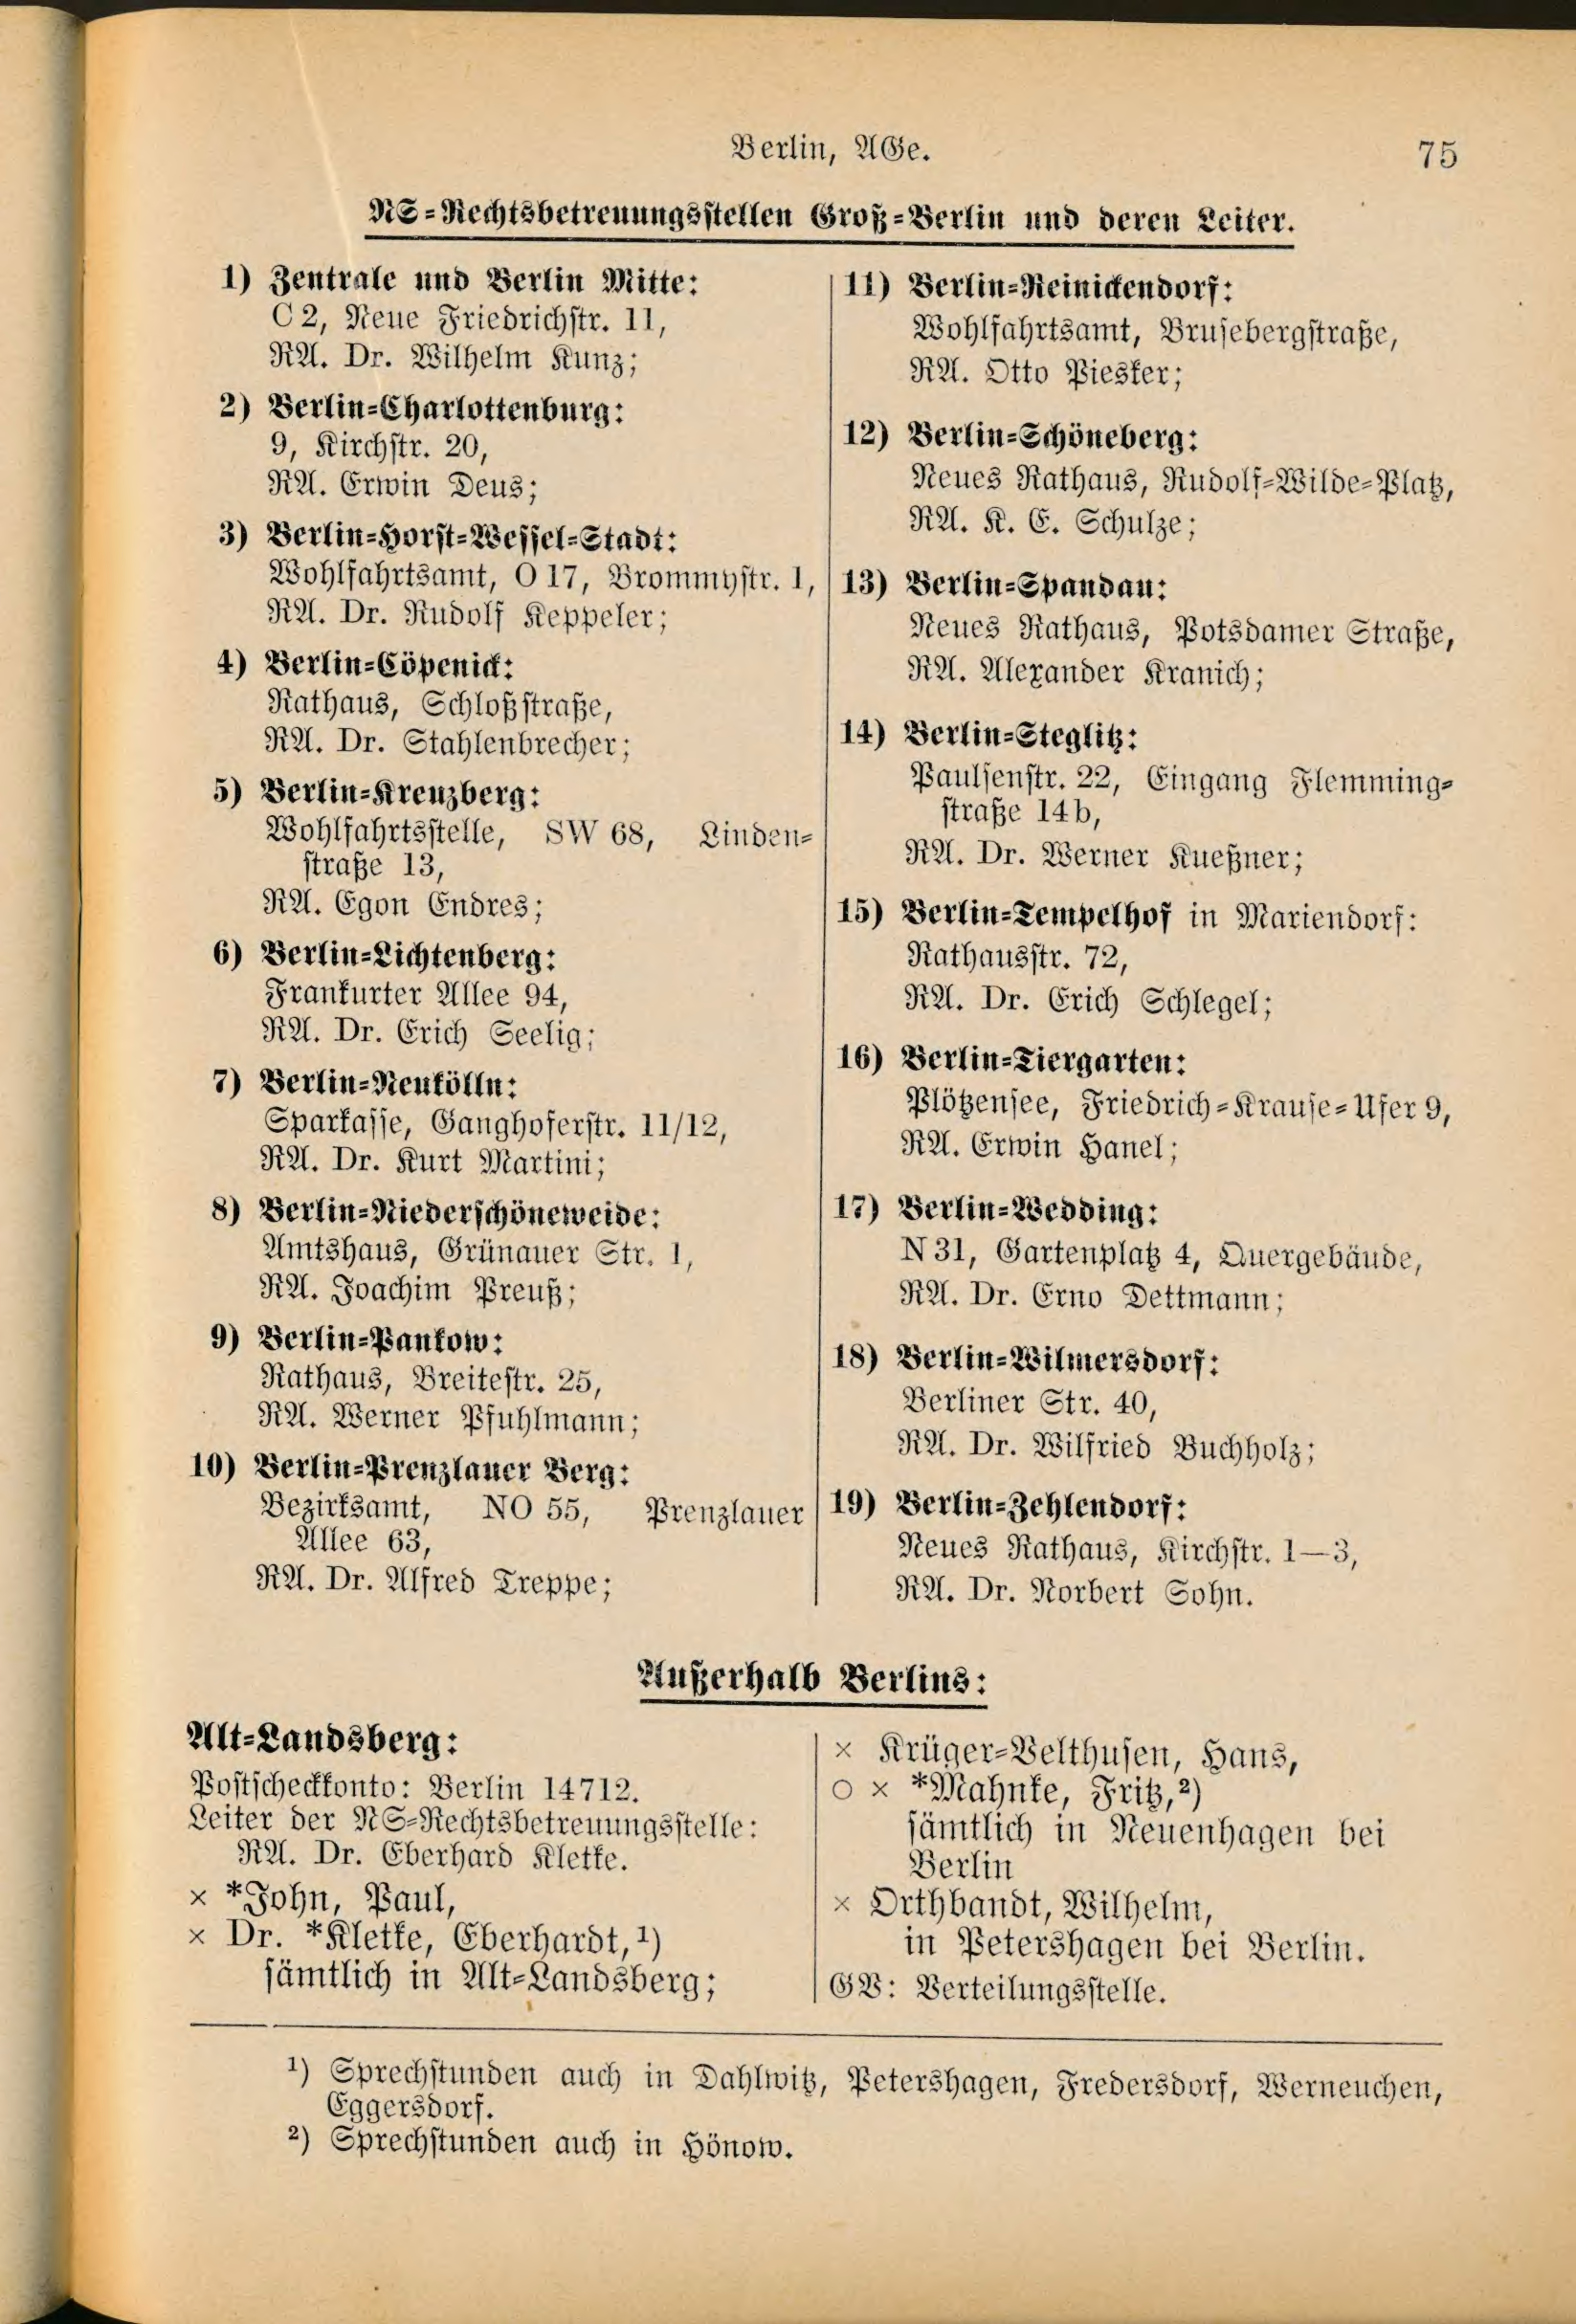 Berlin, AGe.
75
NS-Rechtsbetreuungsstellen Groß-Berlin und deren Leiter.
1) Zentrale und Berlin Mitte:
C 2, Neue Friedrichstr. 11,
RA. Dr. Wilhelm Kunz;
2) Berlin-Charlottenburg:
9, Kirchstr. 20,
RA. Erwin Deus;
3) Berlin-Horst-Wessel-Stadt:
Wohlfahrtsamt, O 17, Brommystr. 1,
RA. Dr. Rudolf Keppeler;
4) Berlin-Cöpenick:
Rathaus, Schloßstraße,
RA. Dr. Stahlenbrecher;
5) Berlin-Kreuzberg:
Wohlfahrtsstelle, SW 68, Linden-
straße 13,
RA. Egon Endres;
6) Berlin-Lichtenberg:
Frankurter Allee 94,
RA. Dr. Erich Seelig;
7) Berlin-Neukölln:
Sparkasse, Ganghoferstr. 11/12,
RA. Dr. Kurt Martini;
8) Berlin-Niederschöneweide:
Amtshaus, Grünauer Str. 1,
RA. Joachim Preuß;
9) Berlin-Pankow:
Rathaus, Breitestr. 25,
RA. Werner Pfuhlmann;
10) Berlin-Prenzlauer Berg:
Bezirksamt, NO 55, Prenzlauer
Allee 63,
RA. Dr. Alfred Treppe;
11) Berlin-Reinickendorf:
Wohlfahrtsamt, Brusebergstraße,
RA. Otto Piesker;
12) Berlin-Schöneberg:
Neues Rathaus, Rudolf-Wilde-Platz,
RA. K. E. Schulze;
13) Berlin-Spandau:
Neues Rathaus, Potsdamer Straße,
RA. Alexander Kranich;
14) Berlin-Steglitz:
Paulsenstr. 22, Eingang Flemming-
straße 14b,
RA. Dr. Werner Kueßner;
15) Berlin-Tempelhof in Mariendorf:
Rathausstr. 72,
RA. Dr. Erich Schlegel;
16) Berlin-Tiergarten:
Plötzensee, Friedrich-Krause-Ufer 9,
RA. Erwin Hanel;
17) Berlin-Wedding:
N 31, Gartenplatz 4, Quergebäude,
RA. Dr. Erno Dettmann;
18) Berlin-Wilmersdorf:
Berliner Str. 40,
RA. Dr. Wilfried Buchholz;
19) Berlin-Zehlendorf:
Neues Rathaus, Kirchstr. 1—3,
RA. Dr. Norbert Sohn.
Außerhalb Berlins:
Alt-Landsberg:
Postscheckkonto: Berlin 14712.
Leiter der NS-Rechtsbetreuungsstelle:
RA. Dr. Eberhard Klette.
× *John, Paul,
× Dr. *Klette, Eberhardt,¹)
sämtlich in Alt-Landsberg;
× Krüger-Velthusen, Hans,
○ × *Mahnke, Fritz,²)
sämtlich in Neuenhagen bei
Berlin
× Orthbandt, Wilhelm,
in Petershagen bei Berlin.
GV: Verteilungsstelle.
¹) Sprechstunden auch in Dahlwitz, Petershagen, Fredersdorf, Werneuchen,
Eggersdorf.
²) Sprechstunden auch in Hönow.